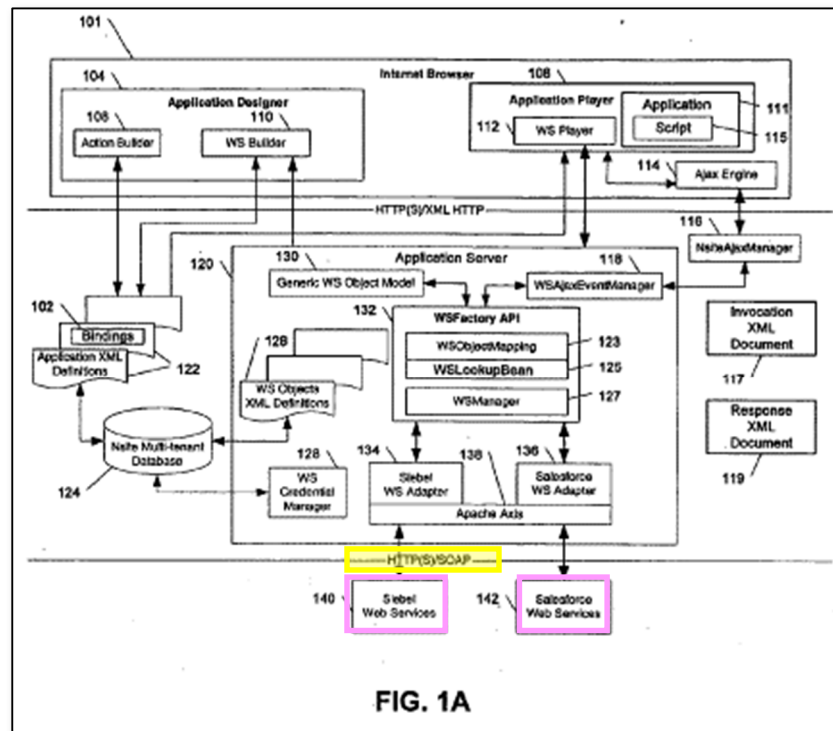 101
Internet Browser
104
Application Designer
108
Action Builder
110
WS Builder
108
Application Player
112
WS Player
Application
111
Script
115
114
Ajax Engine
HTTP(S)/XML HTTP
116
NsiteAjaxManager
120
Application Server
130
Generic WS Object Model
118
WSAjaxEventManager
132
WSFactory API
WSObjectMapping
123
WSLookupBean
125
WSManager
127
102
Bindings
Application XML
Definitions
122
128
WS Objects
XML Definitions
Invocation
XML
Document
117
Response
XML
Document
119
Nsite Multi-tenant
Database
124
128
WS
Credential
Manager
134
Siebel
WS Adapter
138
136
Salesforce
WS Adapter
Apache Axis
HTTP(S)/SOAP
140
Siebel
Web Services
142
Salesforce
Web Services
FIG. 1A